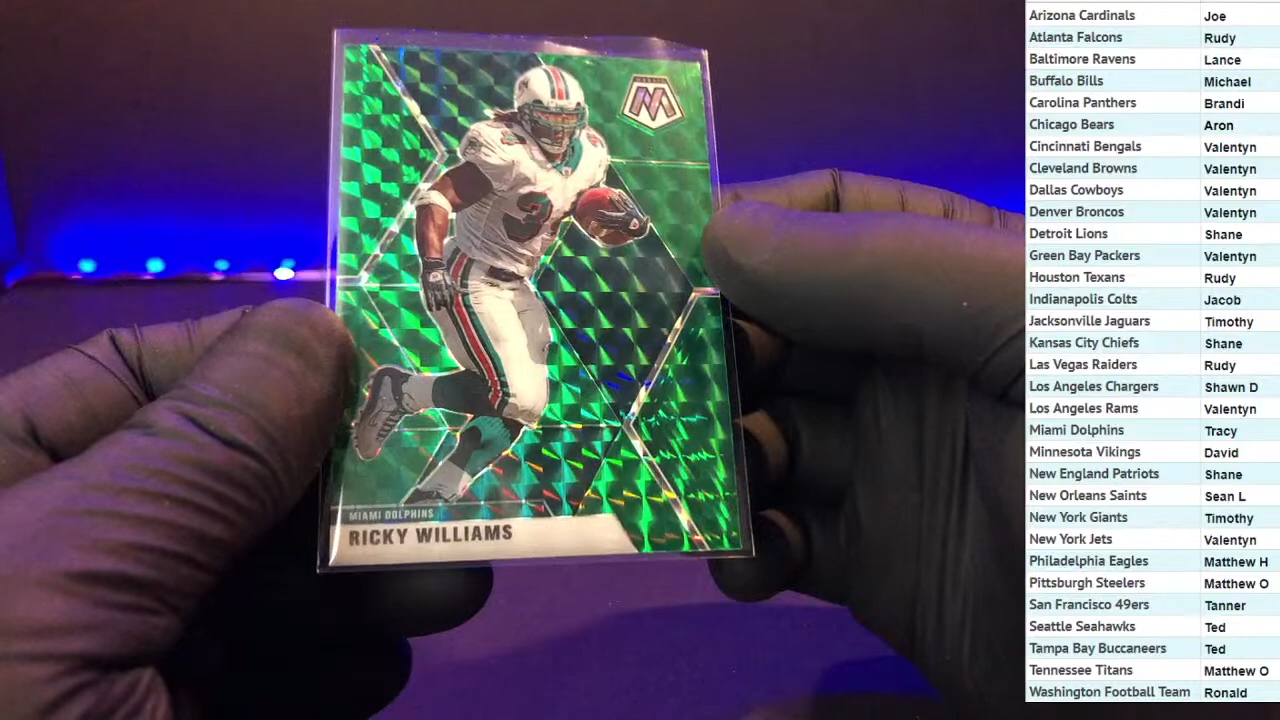 MOSAIC
MIAMI DOLPHINS
RICKY WILLIAMS
Arizona Cardinals Joe
Atlanta Falcons Rudy
Baltimore Ravens Lance
Buffalo Bills Michael
Carolina Panthers Brandi
Chicago Bears Aron
Cincinnati Bengals Valentyn
Cleveland Browns Valentyn
Dallas Cowboys Valentyn
Denver Broncos Valentyn
Detroit Lions Shane
Green Bay Packers Valentyn
Houston Texans Rudy
Indianapolis Colts Jacob
Jacksonville Jaguars Timothy
Kansas City Chiefs Shane
Las Vegas Raiders Rudy
Los Angeles Chargers Shawn D
Los Angeles Rams Valentyn
Miami Dolphins Tracy
Minnesota Vikings David
New England Patriots Shane
New Orleans Saints Sean L
New York Giants Timothy
New York Jets Valentyn
Philadelphia Eagles Matthew H
Pittsburgh Steelers Matthew O
San Francisco 49ers Tanner
Seattle Seahawks Ted
Tampa Bay Buccaneers Ted
Tennessee Titans Matthew O
Washington Football Team Ronald